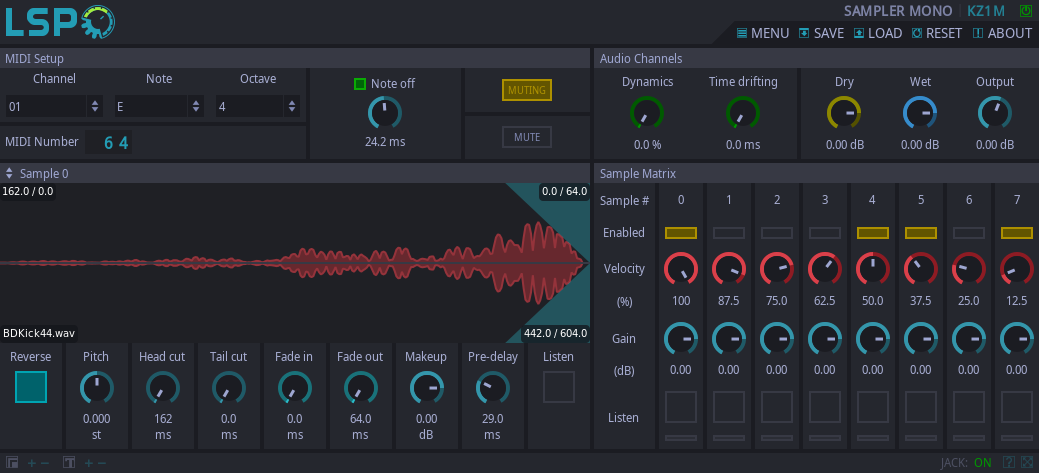 LSP
SAMPLER MONO KZ1M
MENU SAVE LOAD RESET ABOUT
MIDI Setup
Channel Note Octave
01 E 4
MIDI Number 64
Note off
24.2 ms
MUTING
MUTE
Audio Channels
Dynamics Time drifting Dry Wet Output
0.0 % 0.0 ms 0.00 dB 0.00 dB 0.00 dB
Sample 0
162.0 / 0.0 0.0 / 64.0
BDKick44.wav 442.0 / 604.0
Reverse Pitch Head cut Tail cut Fade in Fade out Makeup Pre-delay Listen
0.000 162 0.0 0.0 64.0 0.00 29.0
st ms ms ms ms dB ms
Sample Matrix
Sample # 0 1 2 3 4 5 6 7
Enabled
Velocity
(%) 100 87.5 75.0 62.5 50.0 37.5 25.0 12.5
Gain
(dB) 0.00 0.00 0.00 0.00 0.00 0.00 0.00 0.00
Listen
+ − T + − JACK: ON ?